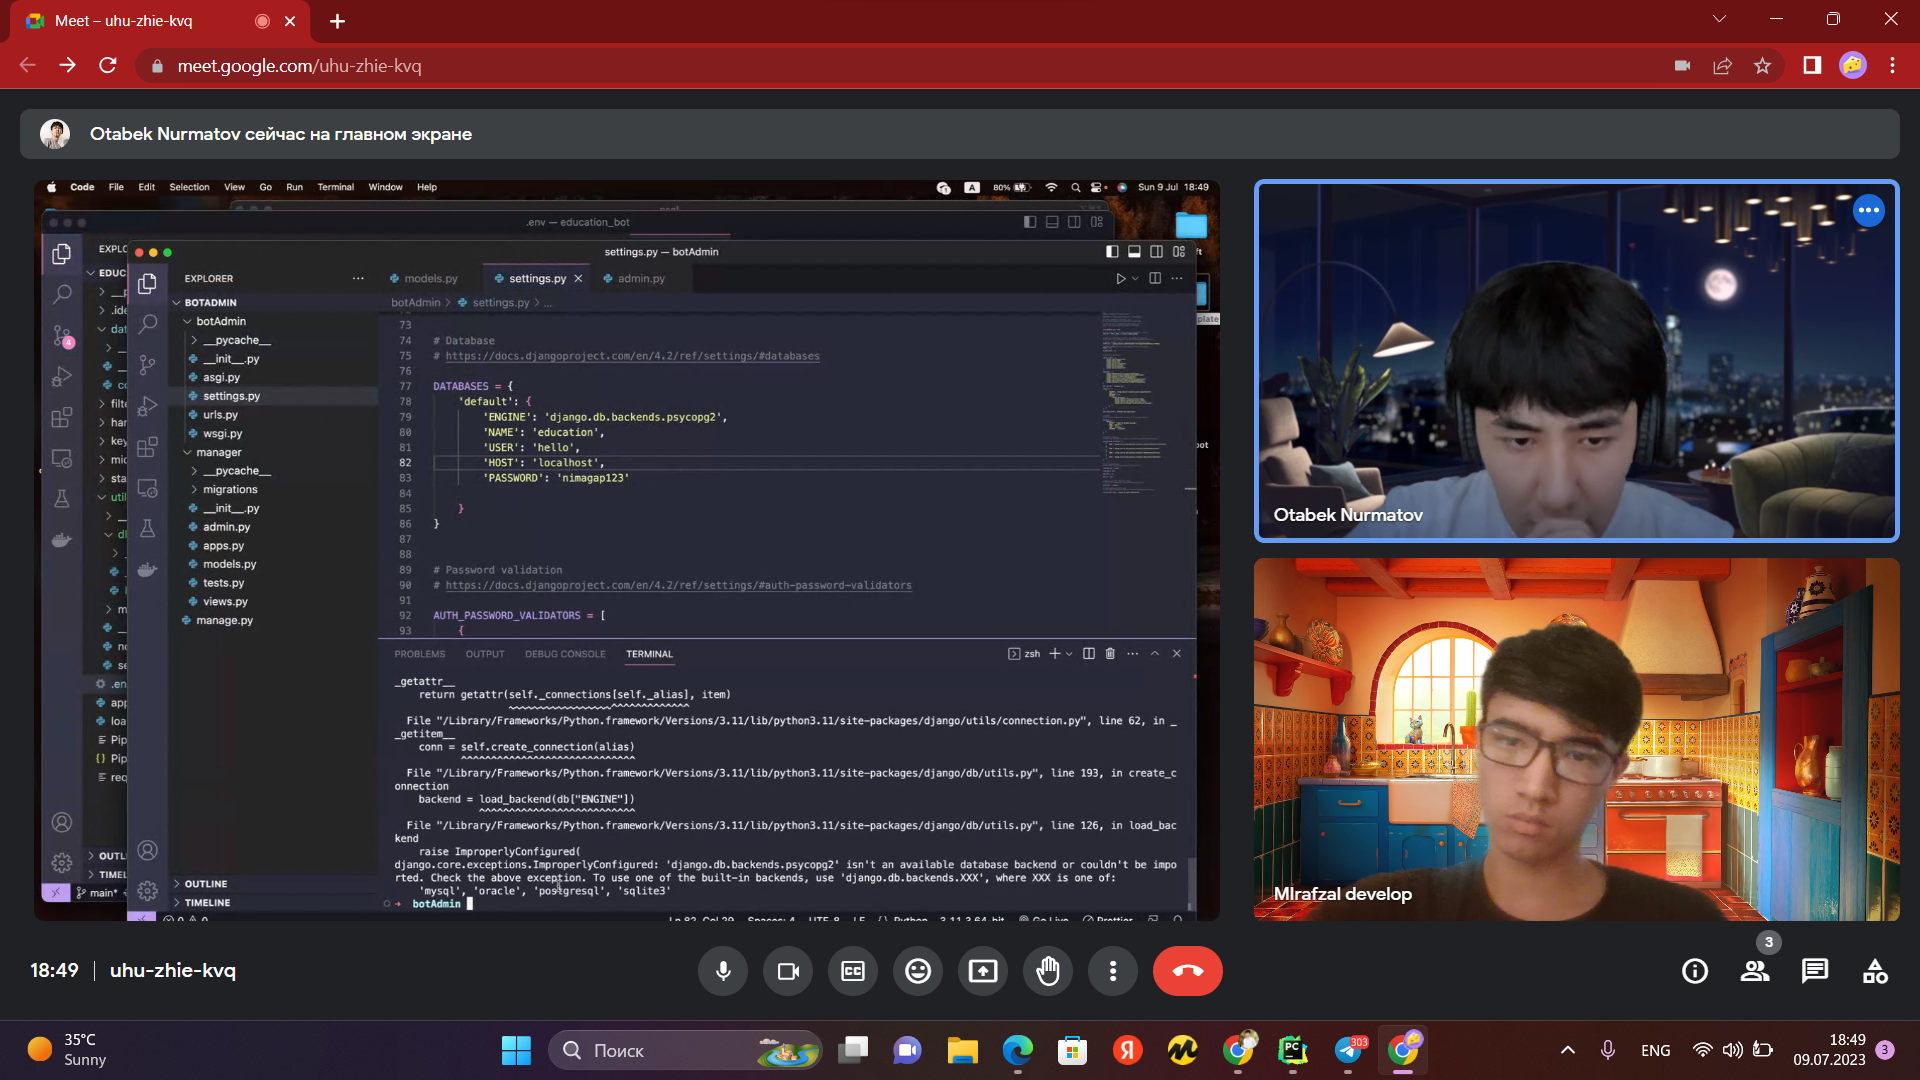 Meet – uhu-zhie-kvq
meet.google.com/uhu-zhie-kvq
Otabek Nurmatov сейчас на главном экране
Code File Edit Selection View Go Run Terminal Window Help
A 80% Sun 9 Jul 18:49
.env — education_bot
settings.py — botAdmin
EXPLORER
models.py settings.py admin.py
BOTADMIN
botAdmin > settings.py > ...
botAdmin
__pycache__
__init__.py
asgi.py
settings.py
urls.py
wsgi.py
manager
__pycache__
migrations
__init__.py
admin.py
apps.py
models.py
tests.py
views.py
manage.py
OUTLINE
TIMELINE
73
74 # Database
75 # https://docs.djangoproject.com/en/4.2/ref/settings/#databases
76
77 DATABASES = {
78 'default': {
79 'ENGINE': 'django.db.backends.psycopg2',
80 'NAME': 'education',
81 'USER': 'hello',
82 'HOST': 'localhost',
83 'PASSWORD': 'nimagap123'
84
85 }
86 }
87
88
89 # Password validation
90 # https://docs.djangoproject.com/en/4.2/ref/settings/#auth-password-validators
91
92 AUTH_PASSWORD_VALIDATORS = [
93 {
PROBLEMS OUTPUT DEBUG CONSOLE TERMINAL
zsh
_getattr__
return getattr(self._connections[self._alias], item)
^^^^^^^^^^^^^^^^^^^^^^^^^^^^^^
File "/Library/Frameworks/Python.framework/Versions/3.11/lib/python3.11/site-packages/django/utils/connection.py", line 62, in _
_getitem__
conn = self.create_connection(alias)
^^^^^^^^^^^^^^^^^^^^^^^^^^^^^
File "/Library/Frameworks/Python.framework/Versions/3.11/lib/python3.11/site-packages/django/db/utils.py", line 193, in create_c
onnection
backend = load_backend(db["ENGINE"])
^^^^^^^^^^^^^^^^^^^^^^^^^^
File "/Library/Frameworks/Python.framework/Versions/3.11/lib/python3.11/site-packages/django/db/utils.py", line 126, in load_bac
kend
raise ImproperlyConfigured(
django.core.exceptions.ImproperlyConfigured: 'django.db.backends.psycopg2' isn't an available database backend or couldn't be impo
rted. Check the above exception. To use one of the built-in backends, use 'django.db.backends.XXX', where XXX is one of:
'mysql', 'oracle', 'postgresql', 'sqlite3'
botAdmin
main*
Otabek Nurmatov
MIrafzal develop
18:49 | uhu-zhie-kvq
CC
3
35°C
Sunny
Поиск
Я
PC
303
ENG
18:49
09.07.2023
3